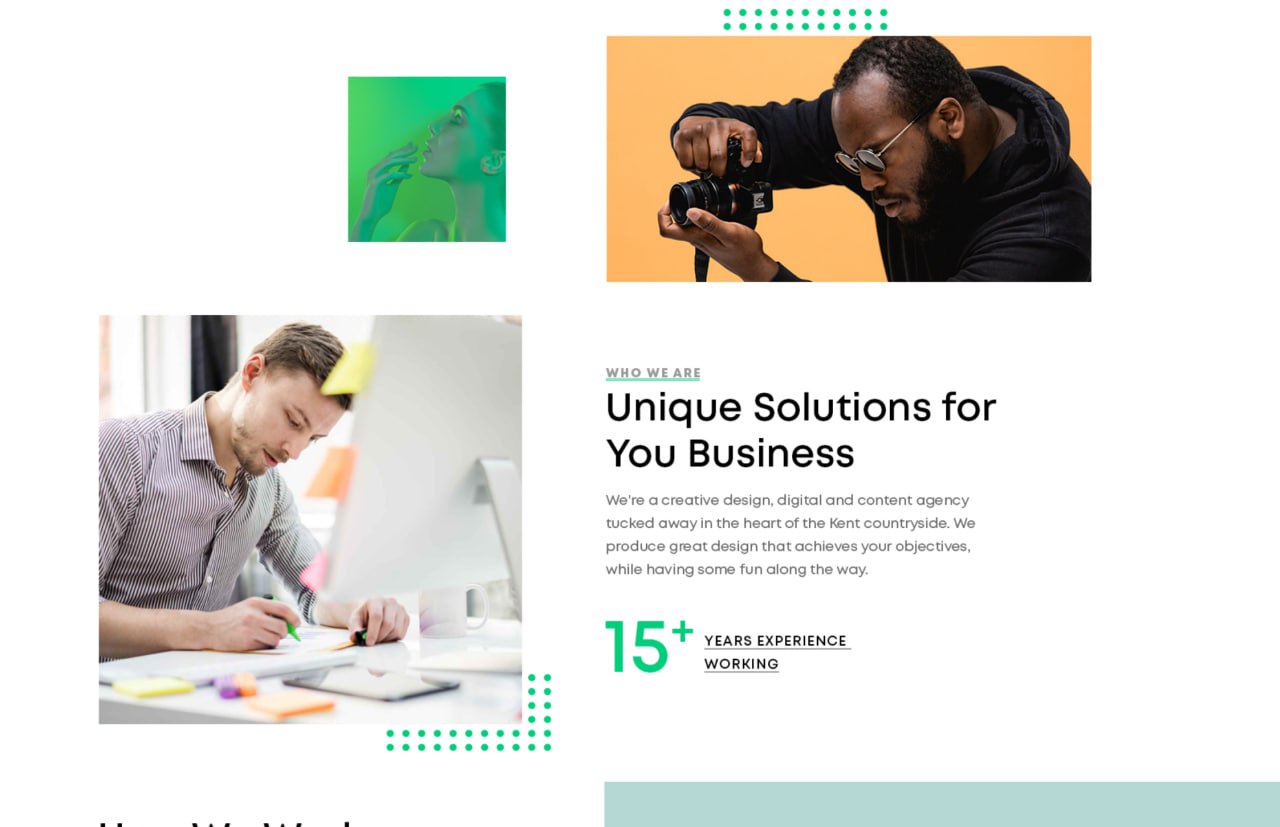 WHO WE ARE
Unique Solutions for
You Business
We're a creative design, digital and content agency
tucked away in the heart of the Kent countryside. We
produce great design that achieves your objectives,
while having some fun along the way.
15+ YEARS EXPERIENCE
WORKING